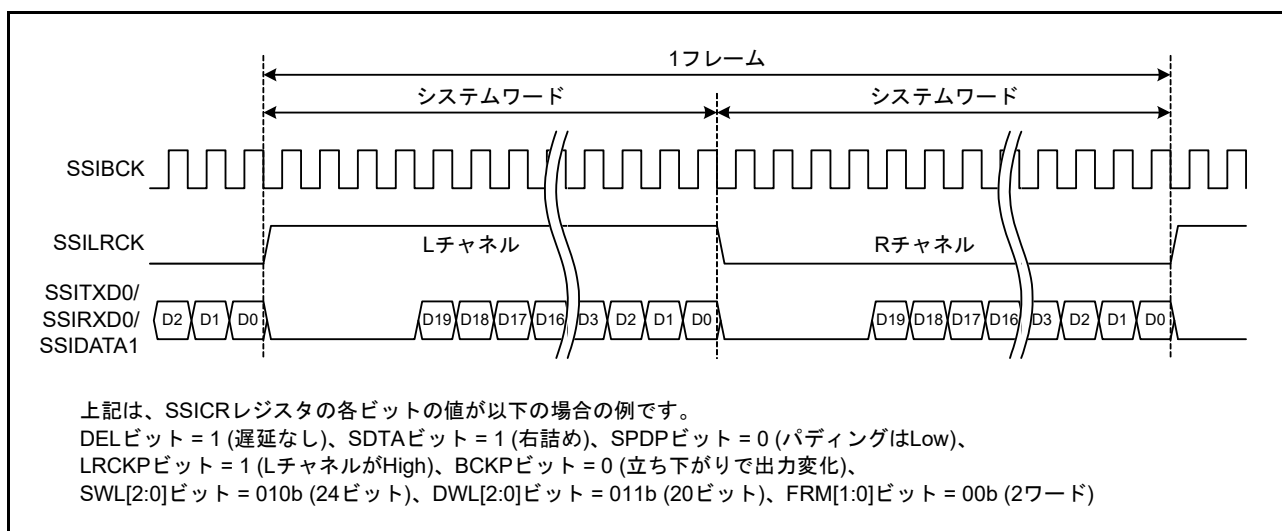 1フレーム
システムワード システムワード
SSIBCK
SSILRCK Lチャネル Rチャネル
SSITXD0/
SSIRXD0/
SSIDATA1
D2 D1 D0 D19 D18 D17 D16 D3 D2 D1 D0 D19 D18 D17 D16 D3 D2 D1 D0
上記は、SSICRレジスタの各ビットの値が以下の場合の例です。
DELビット = 1 (遅延なし)、SDTAビット = 1 (右詰め)、SPDPビット = 0 (パディングはLow)、
LRCKPビット = 1 (LチャネルがHigh)、BCKPビット = 0 (立ち下がりで出力変化)、
SWL[2:0]ビット = 010b (24ビット)、DWL[2:0]ビット = 011b (20ビット)、FRM[1:0]ビット = 00b (2ワード)